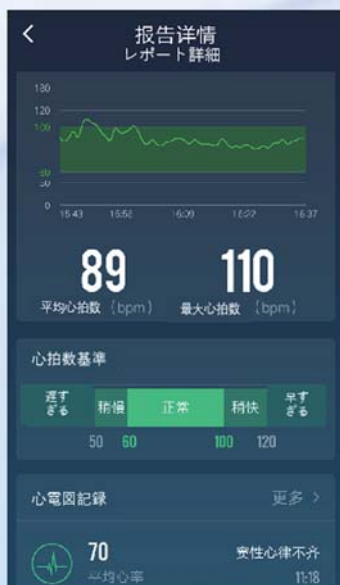 报告详情
レポート詳細
180
120
100
60
50
0
15:43 15:56 16:09 16:22 16:37
89 110
平均心拍数 (bpm) 最大心拍数 (bpm)
心拍数基準
遅す
ぎる 稍慢 正常 稍快 早す
ぎる
50 60 100 120
心電図記録 更多 >
70 窦性心律不齐
平均心率 11:18